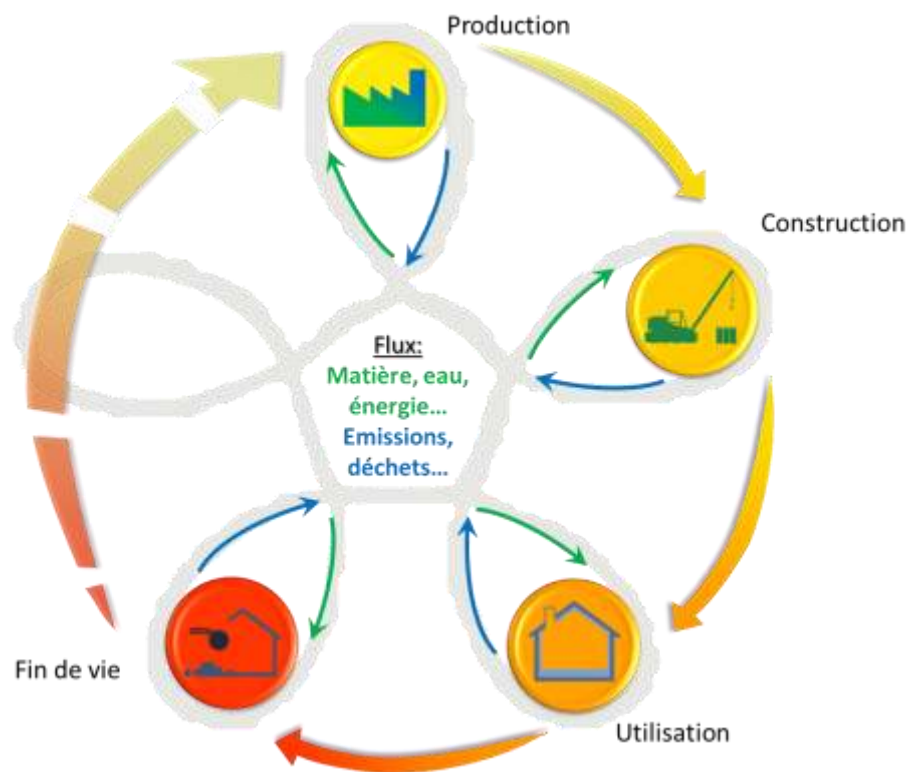 Production
Construction
Flux:
Matière, eau,
énergie...
Emissions,
déchets...
Fin de vie
Utilisation